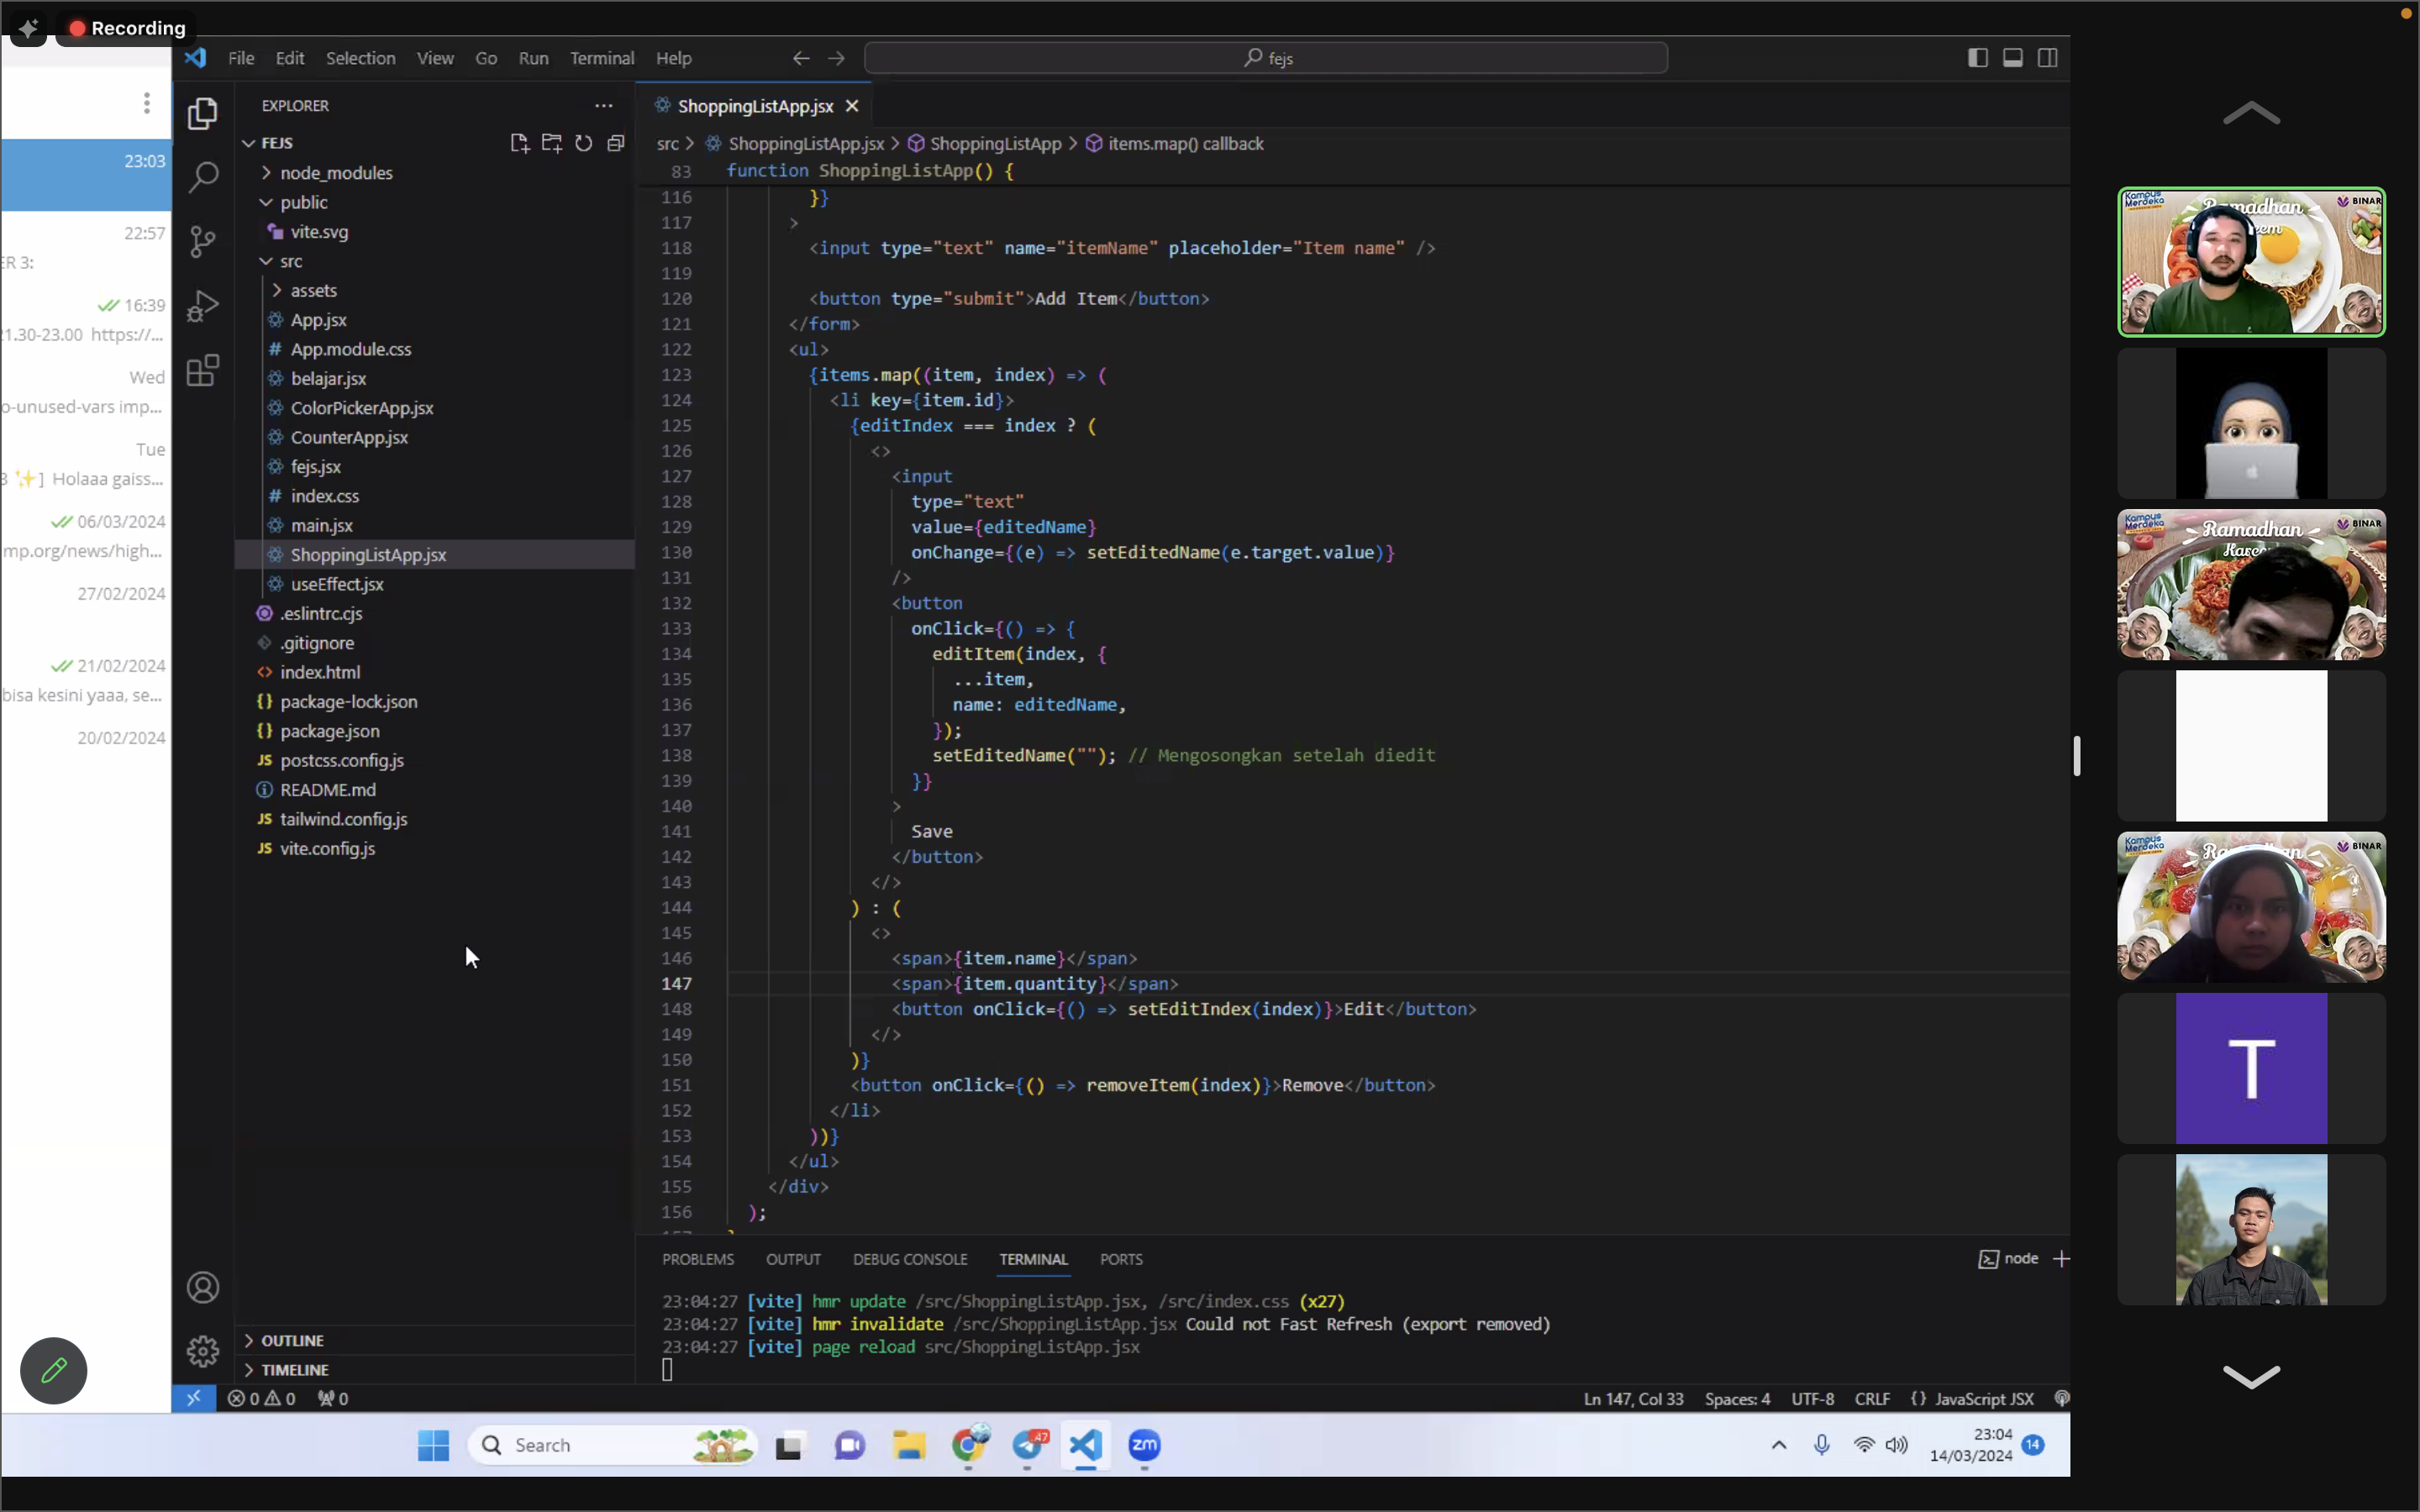 Recording
File Edit Selection View Go Run Terminal Help
fejs
23:03
22:57
ER 3:
16:39
21.30-23.00 https://...
Wed
o-unused-vars imp...
Tue
3 ✨] Holaaa gaiss...
06/03/2024
mp.org/news/high...
27/02/2024
21/02/2024
bisa kesini yaaa, se...
20/02/2024
EXPLORER ...
FEJS
node_modules
public
vite.svg
src
assets
App.jsx
App.module.css
belajar.jsx
ColorPickerApp.jsx
CounterApp.jsx
fejs.jsx
index.css
main.jsx
ShoppingListApp.jsx
useEffect.jsx
.eslintrc.cjs
.gitignore
index.html
package-lock.json
package.json
postcss.config.js
README.md
tailwind.config.js
vite.config.js
OUTLINE
TIMELINE
ShoppingListApp.jsx
src > ShoppingListApp.jsx > ShoppingListApp > items.map() callback
83 function ShoppingListApp() {
116 }}
117 >
118 <input type="text" name="itemName" placeholder="Item name" />
119
120 <button type="submit">Add Item</button>
121 </form>
122 <ul>
123 {items.map((item, index) => (
124 <li key={item.id}>
125 {editIndex === index ? (
126 <>
127 <input
128 type="text"
129 value={editedName}
130 onChange={(e) => setEditedName(e.target.value)}
131 />
132 <button
133 onClick={() => {
134 editItem(index, {
135 ...item,
136 name: editedName,
137 });
138 setEditedName(""); // Mengosongkan setelah diedit
139 }}
140 >
141 Save
142 </button>
143 </>
144 ) : (
145 <>
146 <span>{item.name}</span>
147 <span>{item.quantity}</span>
148 <button onClick={() => setEditIndex(index)}>Edit</button>
149 </>
150 )}
151 <button onClick={() => removeItem(index)}>Remove</button>
152 </li>
153 ))}
154 </ul>
155 </div>
156 );
PROBLEMS OUTPUT DEBUG CONSOLE TERMINAL PORTS
node
23:04:27 [vite] hmr update /src/ShoppingListApp.jsx, /src/index.css (x27)
23:04:27 [vite] hmr invalidate /src/ShoppingListApp.jsx Could not Fast Refresh (export removed)
23:04:27 [vite] page reload src/ShoppingListApp.jsx
0 0 0
Ln 147, Col 33 Spaces: 4 UTF-8 CRLF {} JavaScript JSX
Search
47
zm
23:04
14/03/2024
14
Kampus Merdeka
BINAR
Kampus Merdeka
Ramadhan
BINAR
Kampus Merdeka
BINAR
T